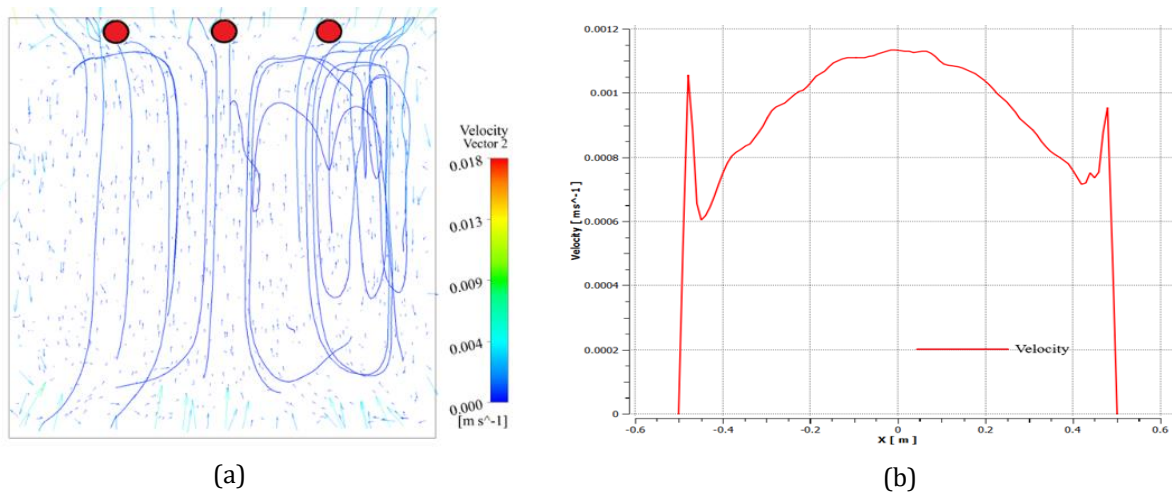 Velocity
Vector 2
0.018
0.013
0.009
0.004
0.000
[m s^-1]
(a)
0.0012
0.001
0.0008
0.0006
0.0004
0.0002
0
Velocity [ ms^-1]
Velocity
-0.6
-0.4
-0.2
0
0.2
0.4
0.6
X [ m ]
(b)